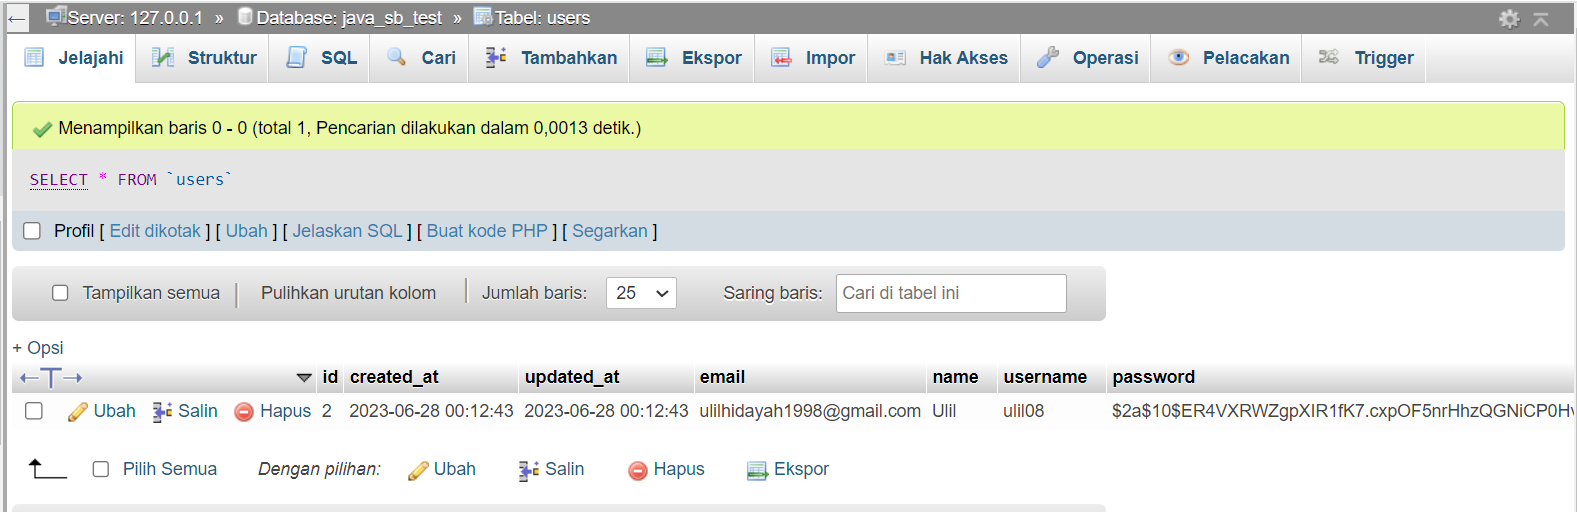 Server: 127.0.0.1 » Database: java_sb_test » Tabel: users
Jelajahi Struktur SQL Cari Tambahkan Ekspor Impor Hak Akses Operasi Pelacakan Trigger
Menampilkan baris 0 - 0 (total 1, Pencarian dilakukan dalam 0,0013 detik.)
SELECT * FROM `users`
Profil [ Edit dikotak ] [ Ubah ] [ Jelaskan SQL ] [ Buat kode PHP ] [ Segarkan ]
Tampilkan semua | Pulihkan urutan kolom | Jumlah baris: 25 Saring baris: Cari di tabel ini
+ Opsi
←T→ id created_at updated_at email name username password
Ubah Salin Hapus 2 2023-06-28 00:12:43 2023-06-28 00:12:43 ulilhidayah1998@gmail.com Ulil ulil08 $2a$10$ER4VXRWZgpXIR1fK7.cxpOF5nrHhzQGNiCP0Hv
Pilih Semua Dengan pilihan: Ubah Salin Hapus Ekspor